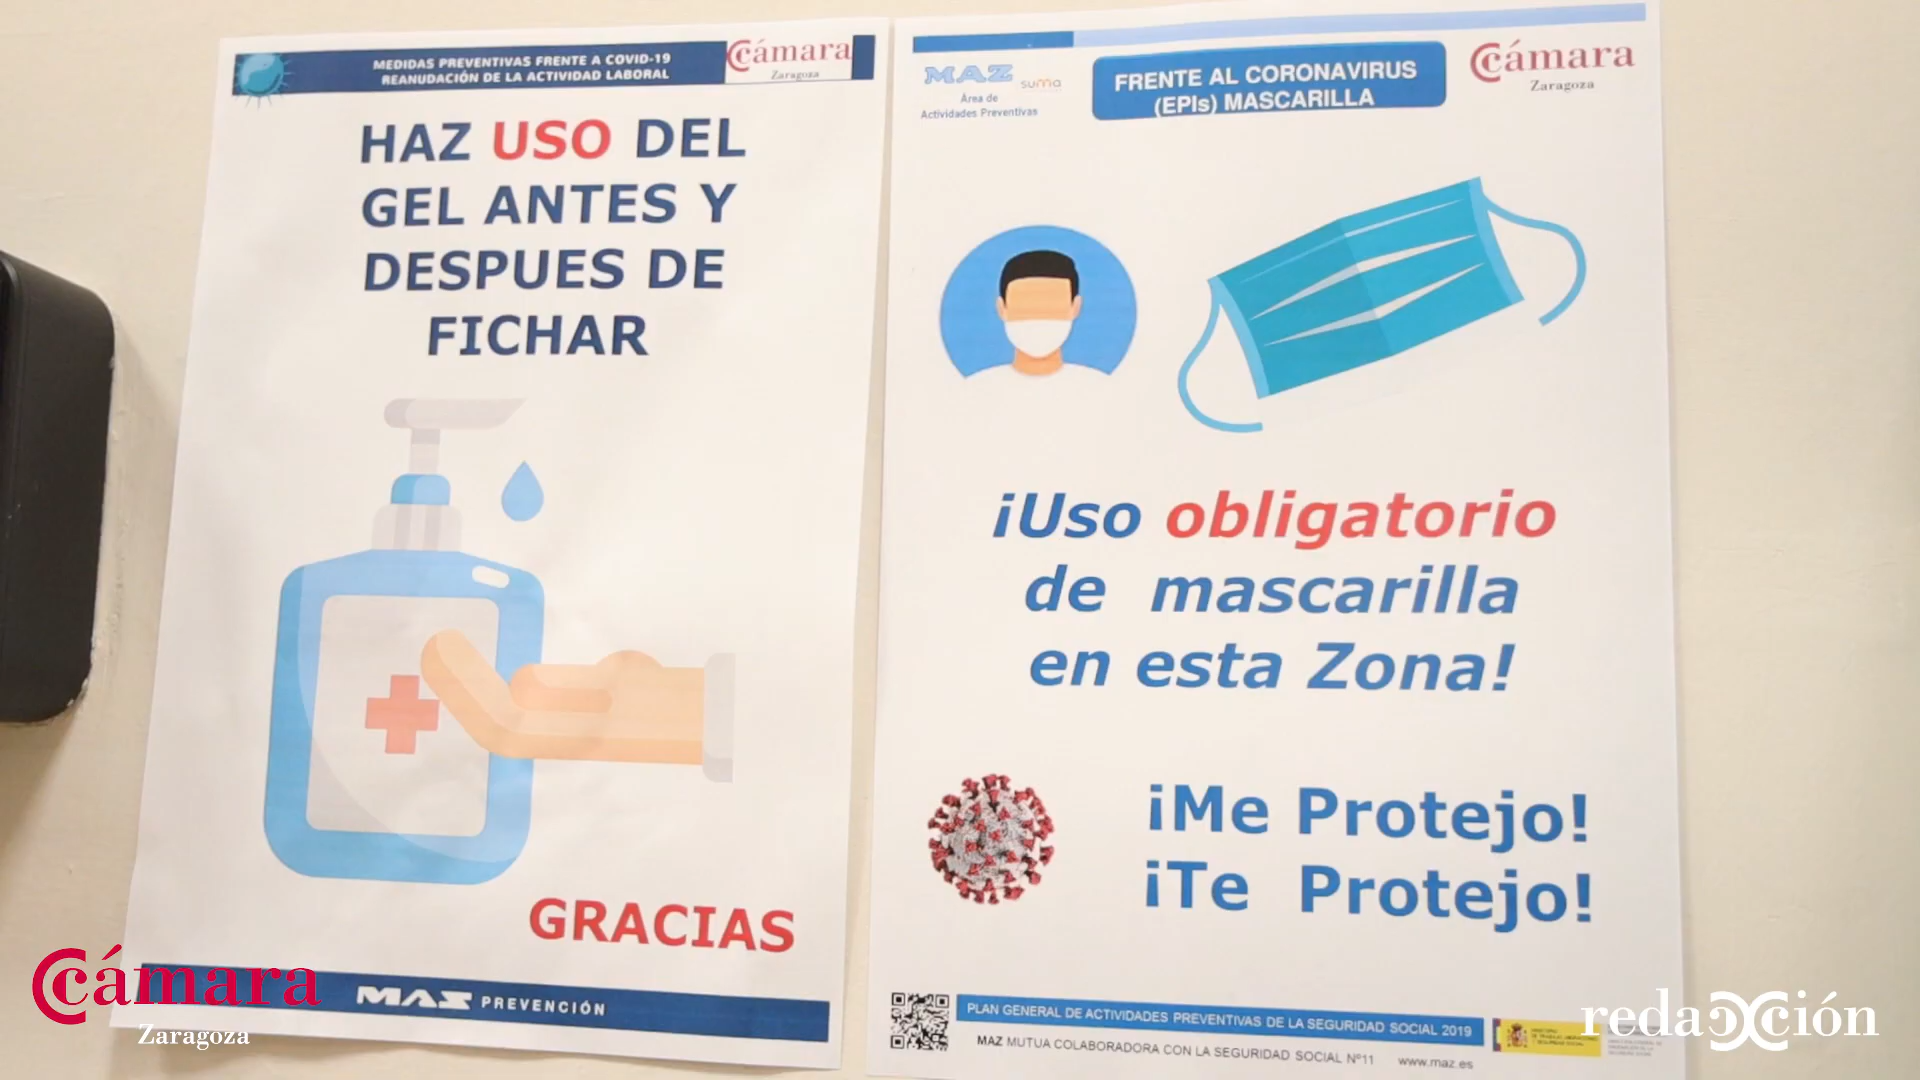 MEDIDAS PREVENTIVAS FRENTE A COVID-19
REANUDACIÓN DE LA ACTIVIDAD LABORAL
cámara
Zaragoza
HAZ USO DEL
GEL ANTES Y
DESPUES DE
FICHAR
GRACIAS
MAZ PREVENCIÓN
MAZ suma
Área de
Actividades Preventivas
FRENTE AL CORONAVIRUS
(EPIs) MASCARILLA
cámara
Zaragoza
¡Uso obligatorio
de mascarilla
en esta Zona!
¡Me Protejo!
¡Te Protejo!
PLAN GENERAL DE ACTIVIDADES PREVENTIVAS DE LA SEGURIDAD SOCIAL 2019
MAZ MUTUA COLABORADORA CON LA SEGURIDAD SOCIAL Nº11 www.maz.es
cámara
Zaragoza
redacción